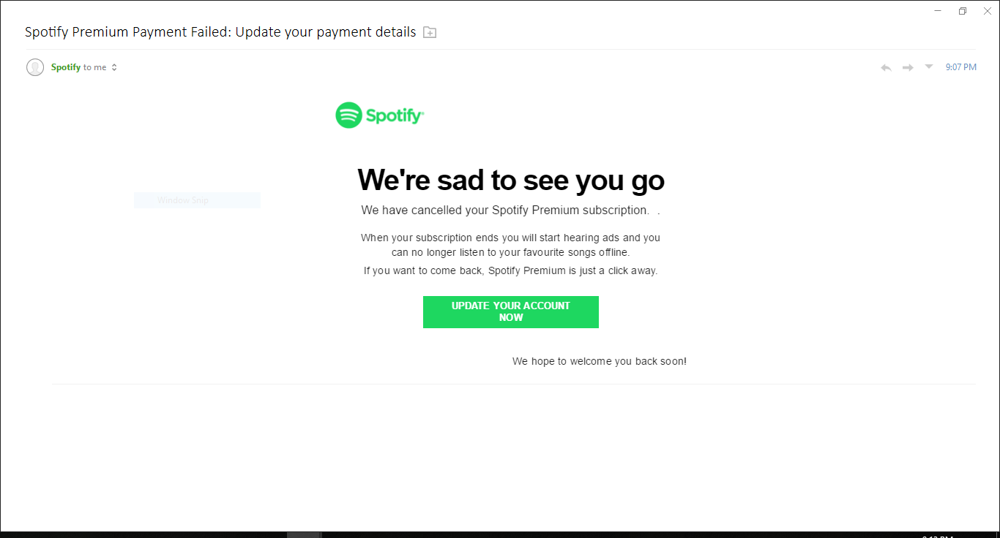 Spotify Premium Payment Failed: Update your payment details
Spotify to me
9:07 PM
Spotify
We're sad to see you go
Window Snip
We have cancelled your Spotify Premium subscription.  .
When your subscription ends you will start hearing ads and you
can no longer listen to your favourite songs offline.
If you want to come back, Spotify Premium is just a click away.
UPDATE YOUR ACCOUNT
NOW
We hope to welcome you back soon!